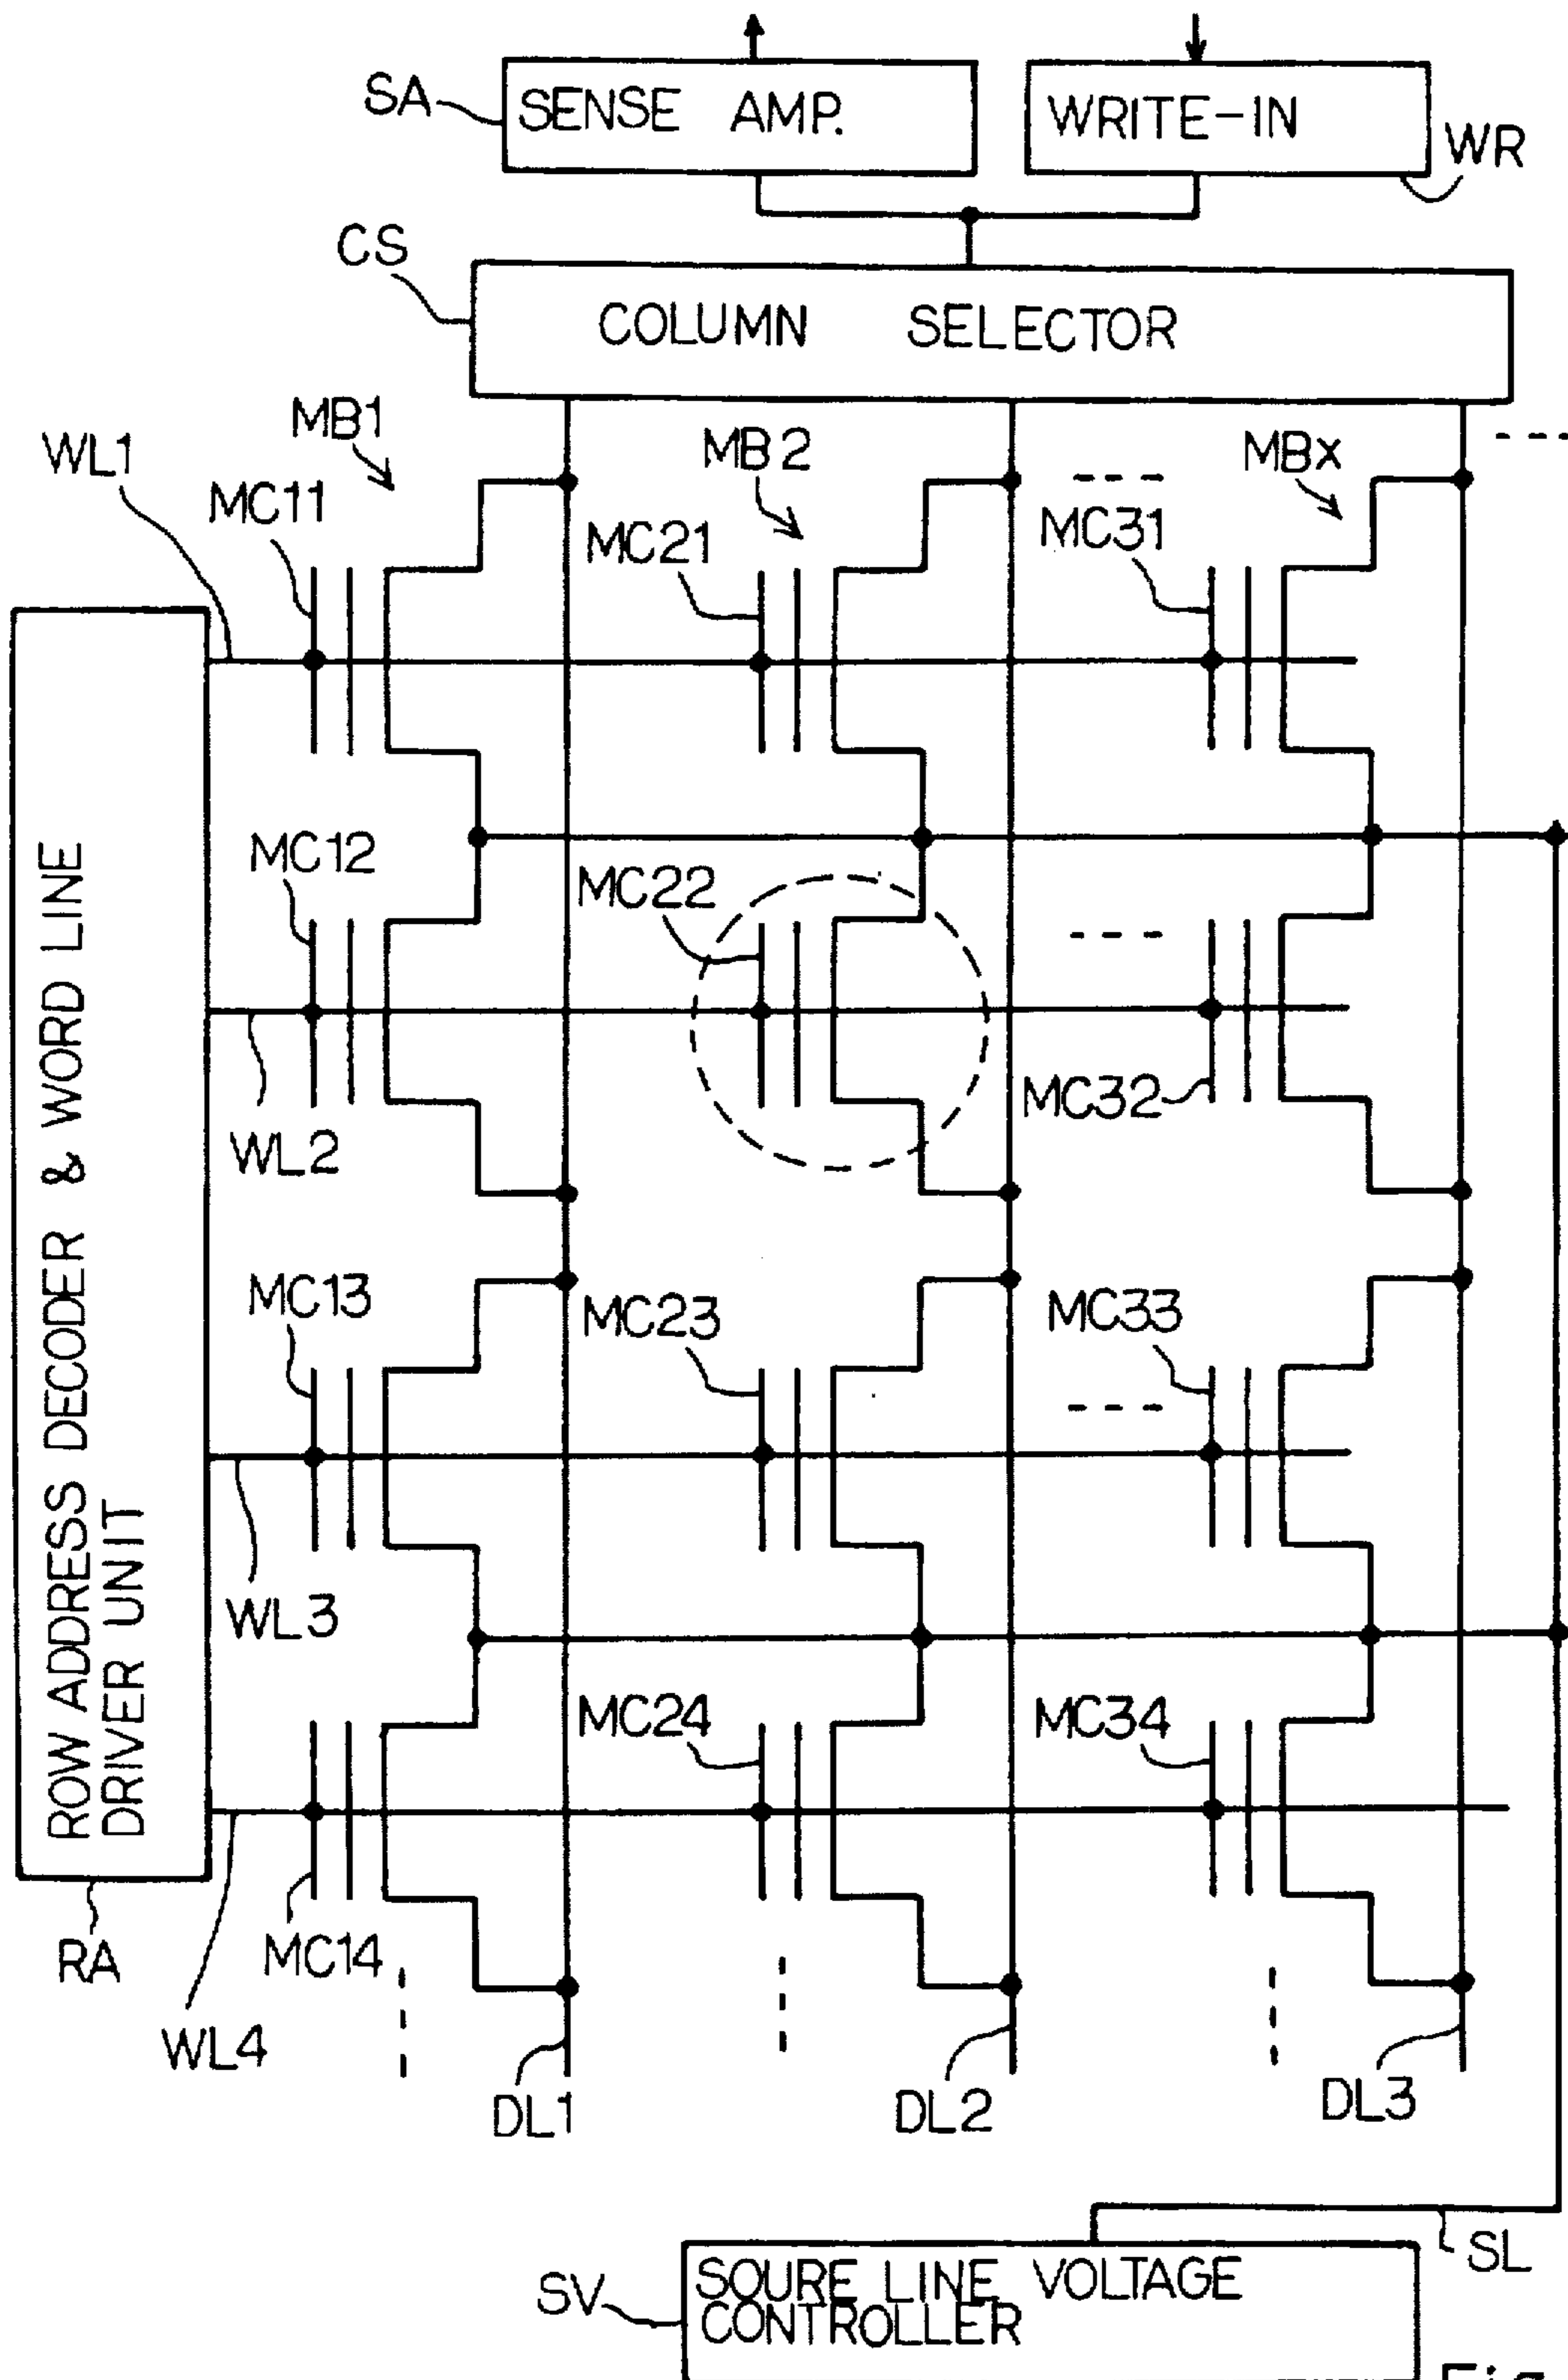 SA
SENSE AMP.
WRITE-IN
WR
CS
COLUMN SELECTOR
MB1
MB2
MBX
WL1
MC11
MC21
MC31
MC12
MC22
MC32
WL2
MC13
MC23
MC33
WL3
MC24
MC34
MC14
WL4
RA
ROW ADDRESS DECODER & WORD LINE
DRIVER UNIT
DL1
DL2
DL3
SL
SV
SOURE LINE VOLTAGE
CONTROLLER